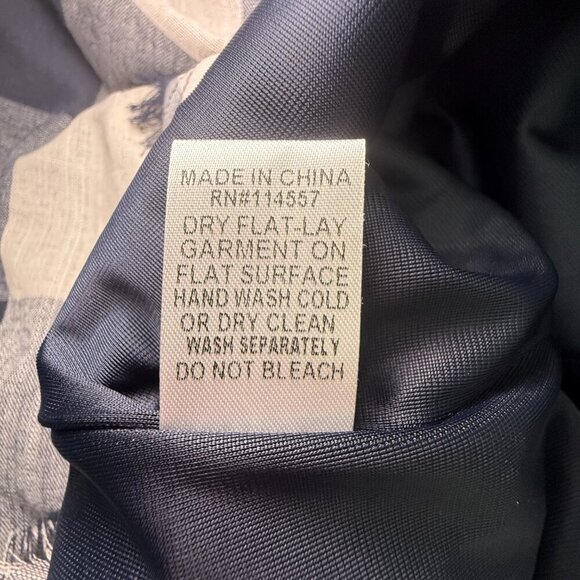 MADE IN CHINA
RN#114557
DRY FLAT-LAY
GARMENT ON
FLAT SURFACE
HAND WASH COLD
OR DRY CLEAN
WASH SEPARATELY
DO NOT BLEACH